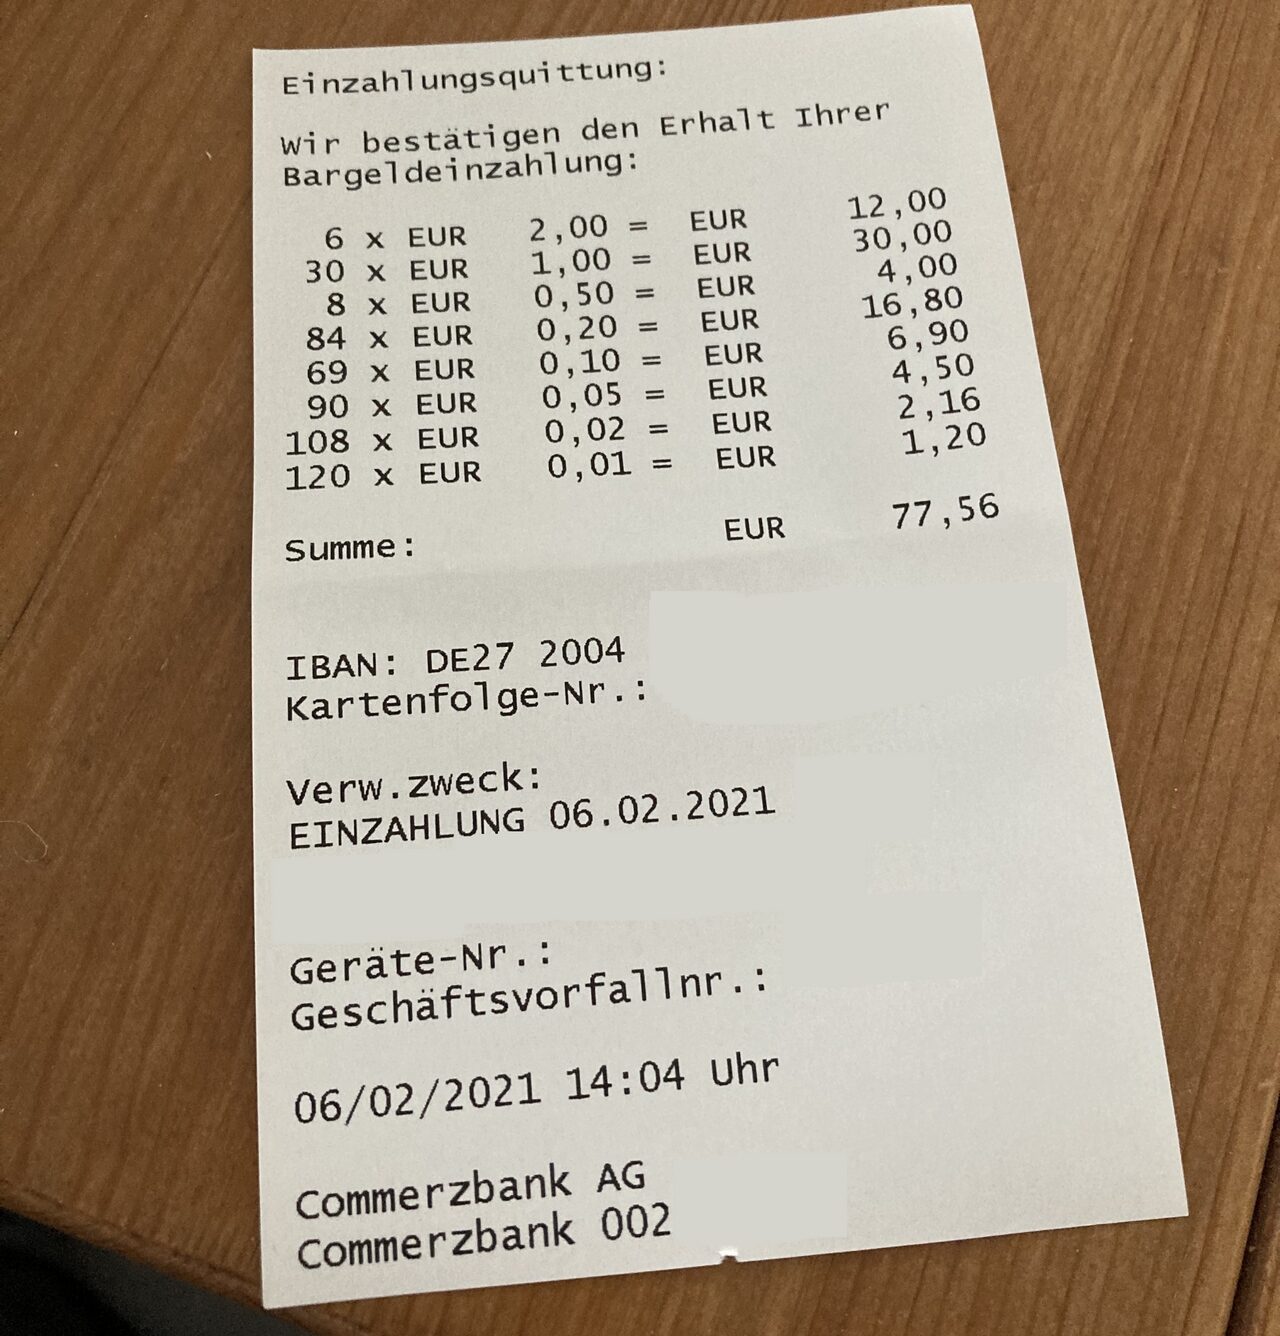 Einzahlungsquittung:
Wir bestätigen den Erhalt Ihrer
Bargeldeinzahlung:
6 x EUR 2,00 = EUR 12,00
30 x EUR 1,00 = EUR 30,00
8 x EUR 0,50 = EUR 4,00
84 x EUR 0,20 = EUR 16,80
69 x EUR 0,10 = EUR 6,90
90 x EUR 0,05 = EUR 4,50
108 x EUR 0,02 = EUR 2,16
120 x EUR 0,01 = EUR 1,20
Summe: EUR 77,56
IBAN: DE27 2004
Kartenfolge-Nr.:
Verw.zweck:
EINZAHLUNG 06.02.2021
Geräte-Nr.:
Geschäftsvorfallnr.:
06/02/2021 14:04 Uhr
Commerzbank AG
Commerzbank 002